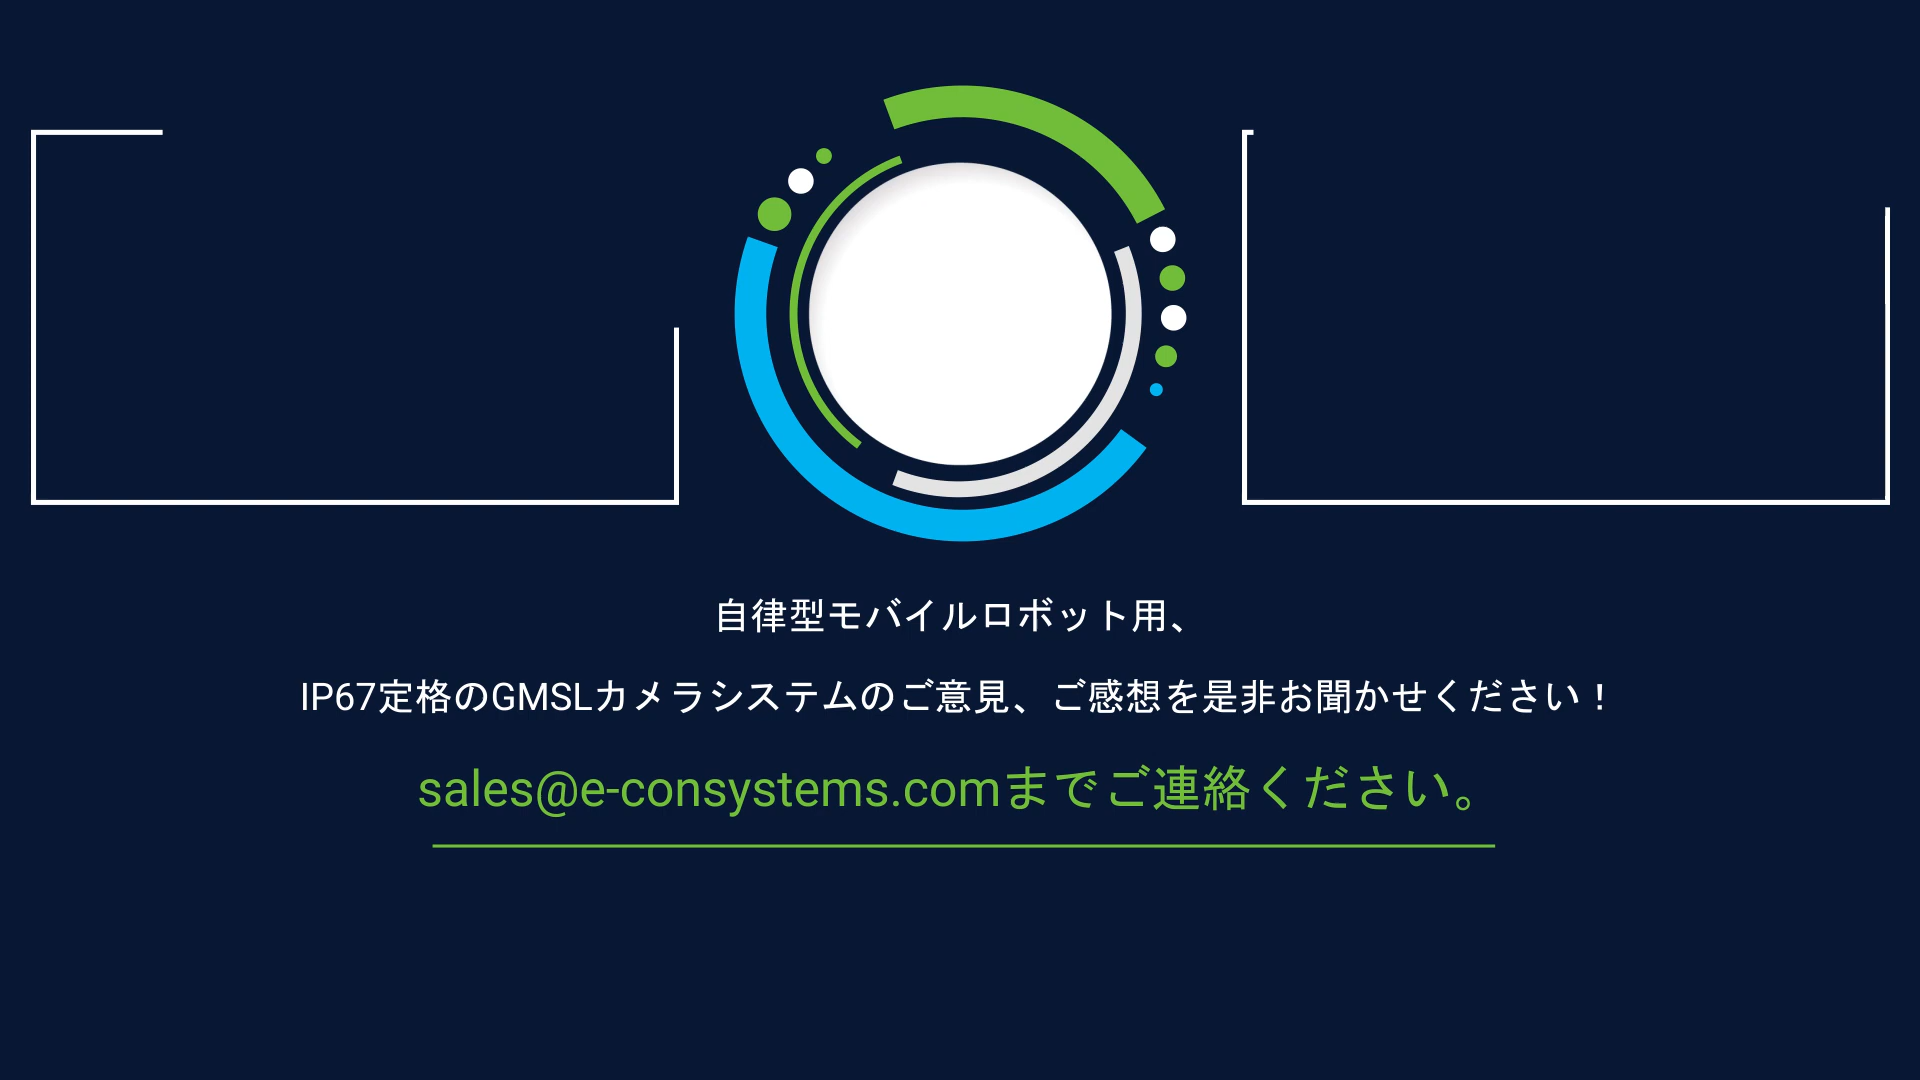 自律型モバイルロボット用、
IP67定格のGMSLカメラシステムのご意見、ご感想を是非お聞かせください！
sales@e-consystems.comまでご連絡ください。